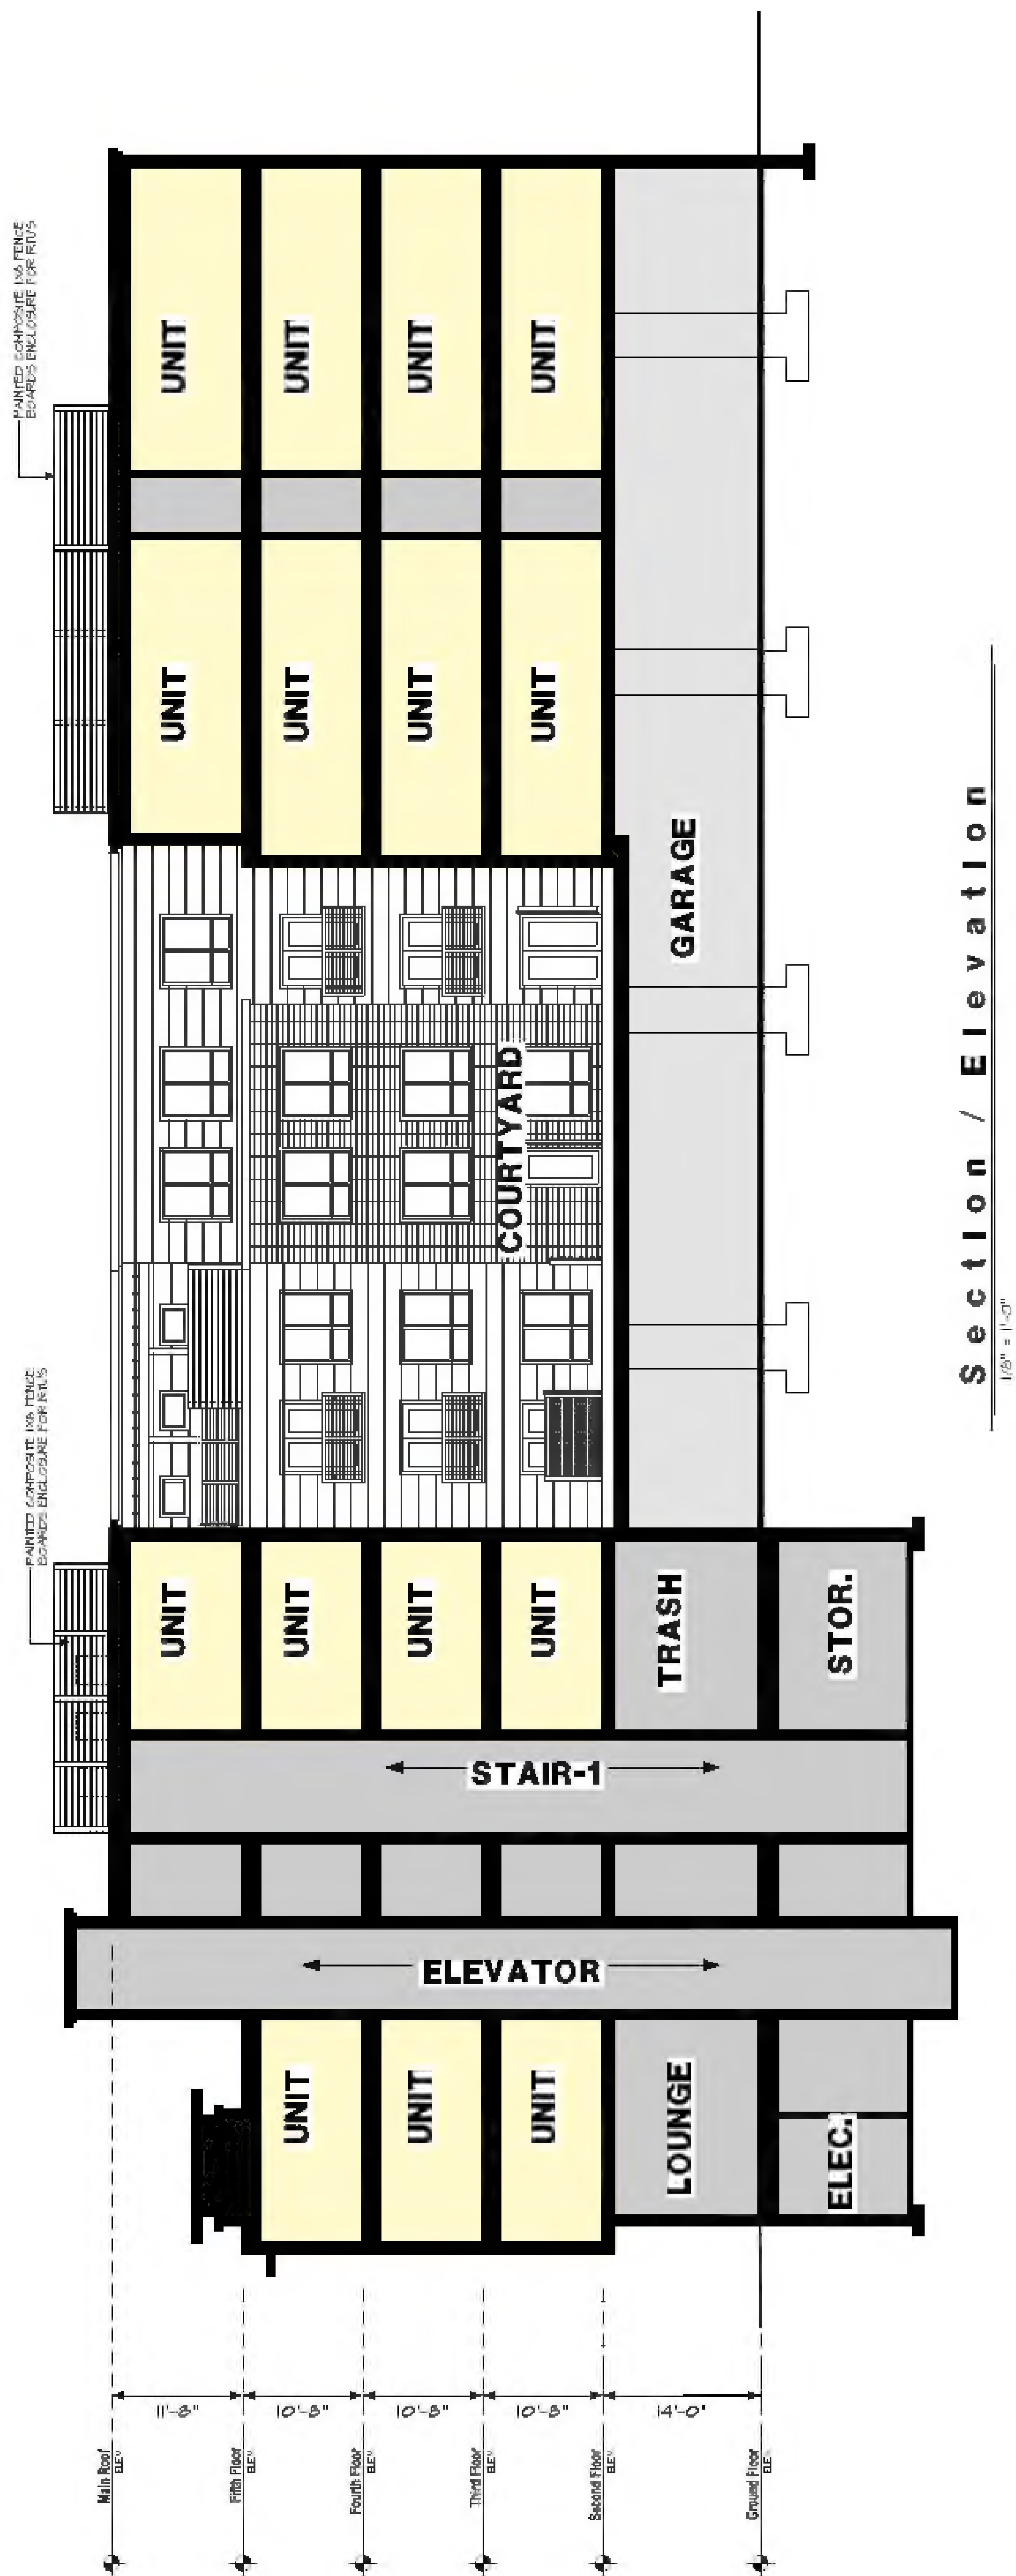 PAINTED COMPOSITE 1X6 FENCE
BOARDS ENCLOSURE FOR RTU'S
PAINTED COMPOSITE 1X6 FENCE
BOARDS ENCLOSURE FOR RTU'S
Main Roof
ELEV.
11'-8"
UNIT
UNIT
UNIT
Fifth Floor
ELEV.
10'-8"
UNIT
UNIT
UNIT
UNIT
Fourth Floor
ELEV.
10'-8"
UNIT
UNIT
UNIT
UNIT
Third Floor
ELEV.
10'-8"
UNIT
UNIT
UNIT
UNIT
COURTYARD
Second Floor
ELEV.
14'-0"
ELEVATOR
STAIR-1
LOUNGE
TRASH
GARAGE
Ground Floor
ELEV.
ELEC.
STOR.
Section / Elevation
1/8" = 1'-0"